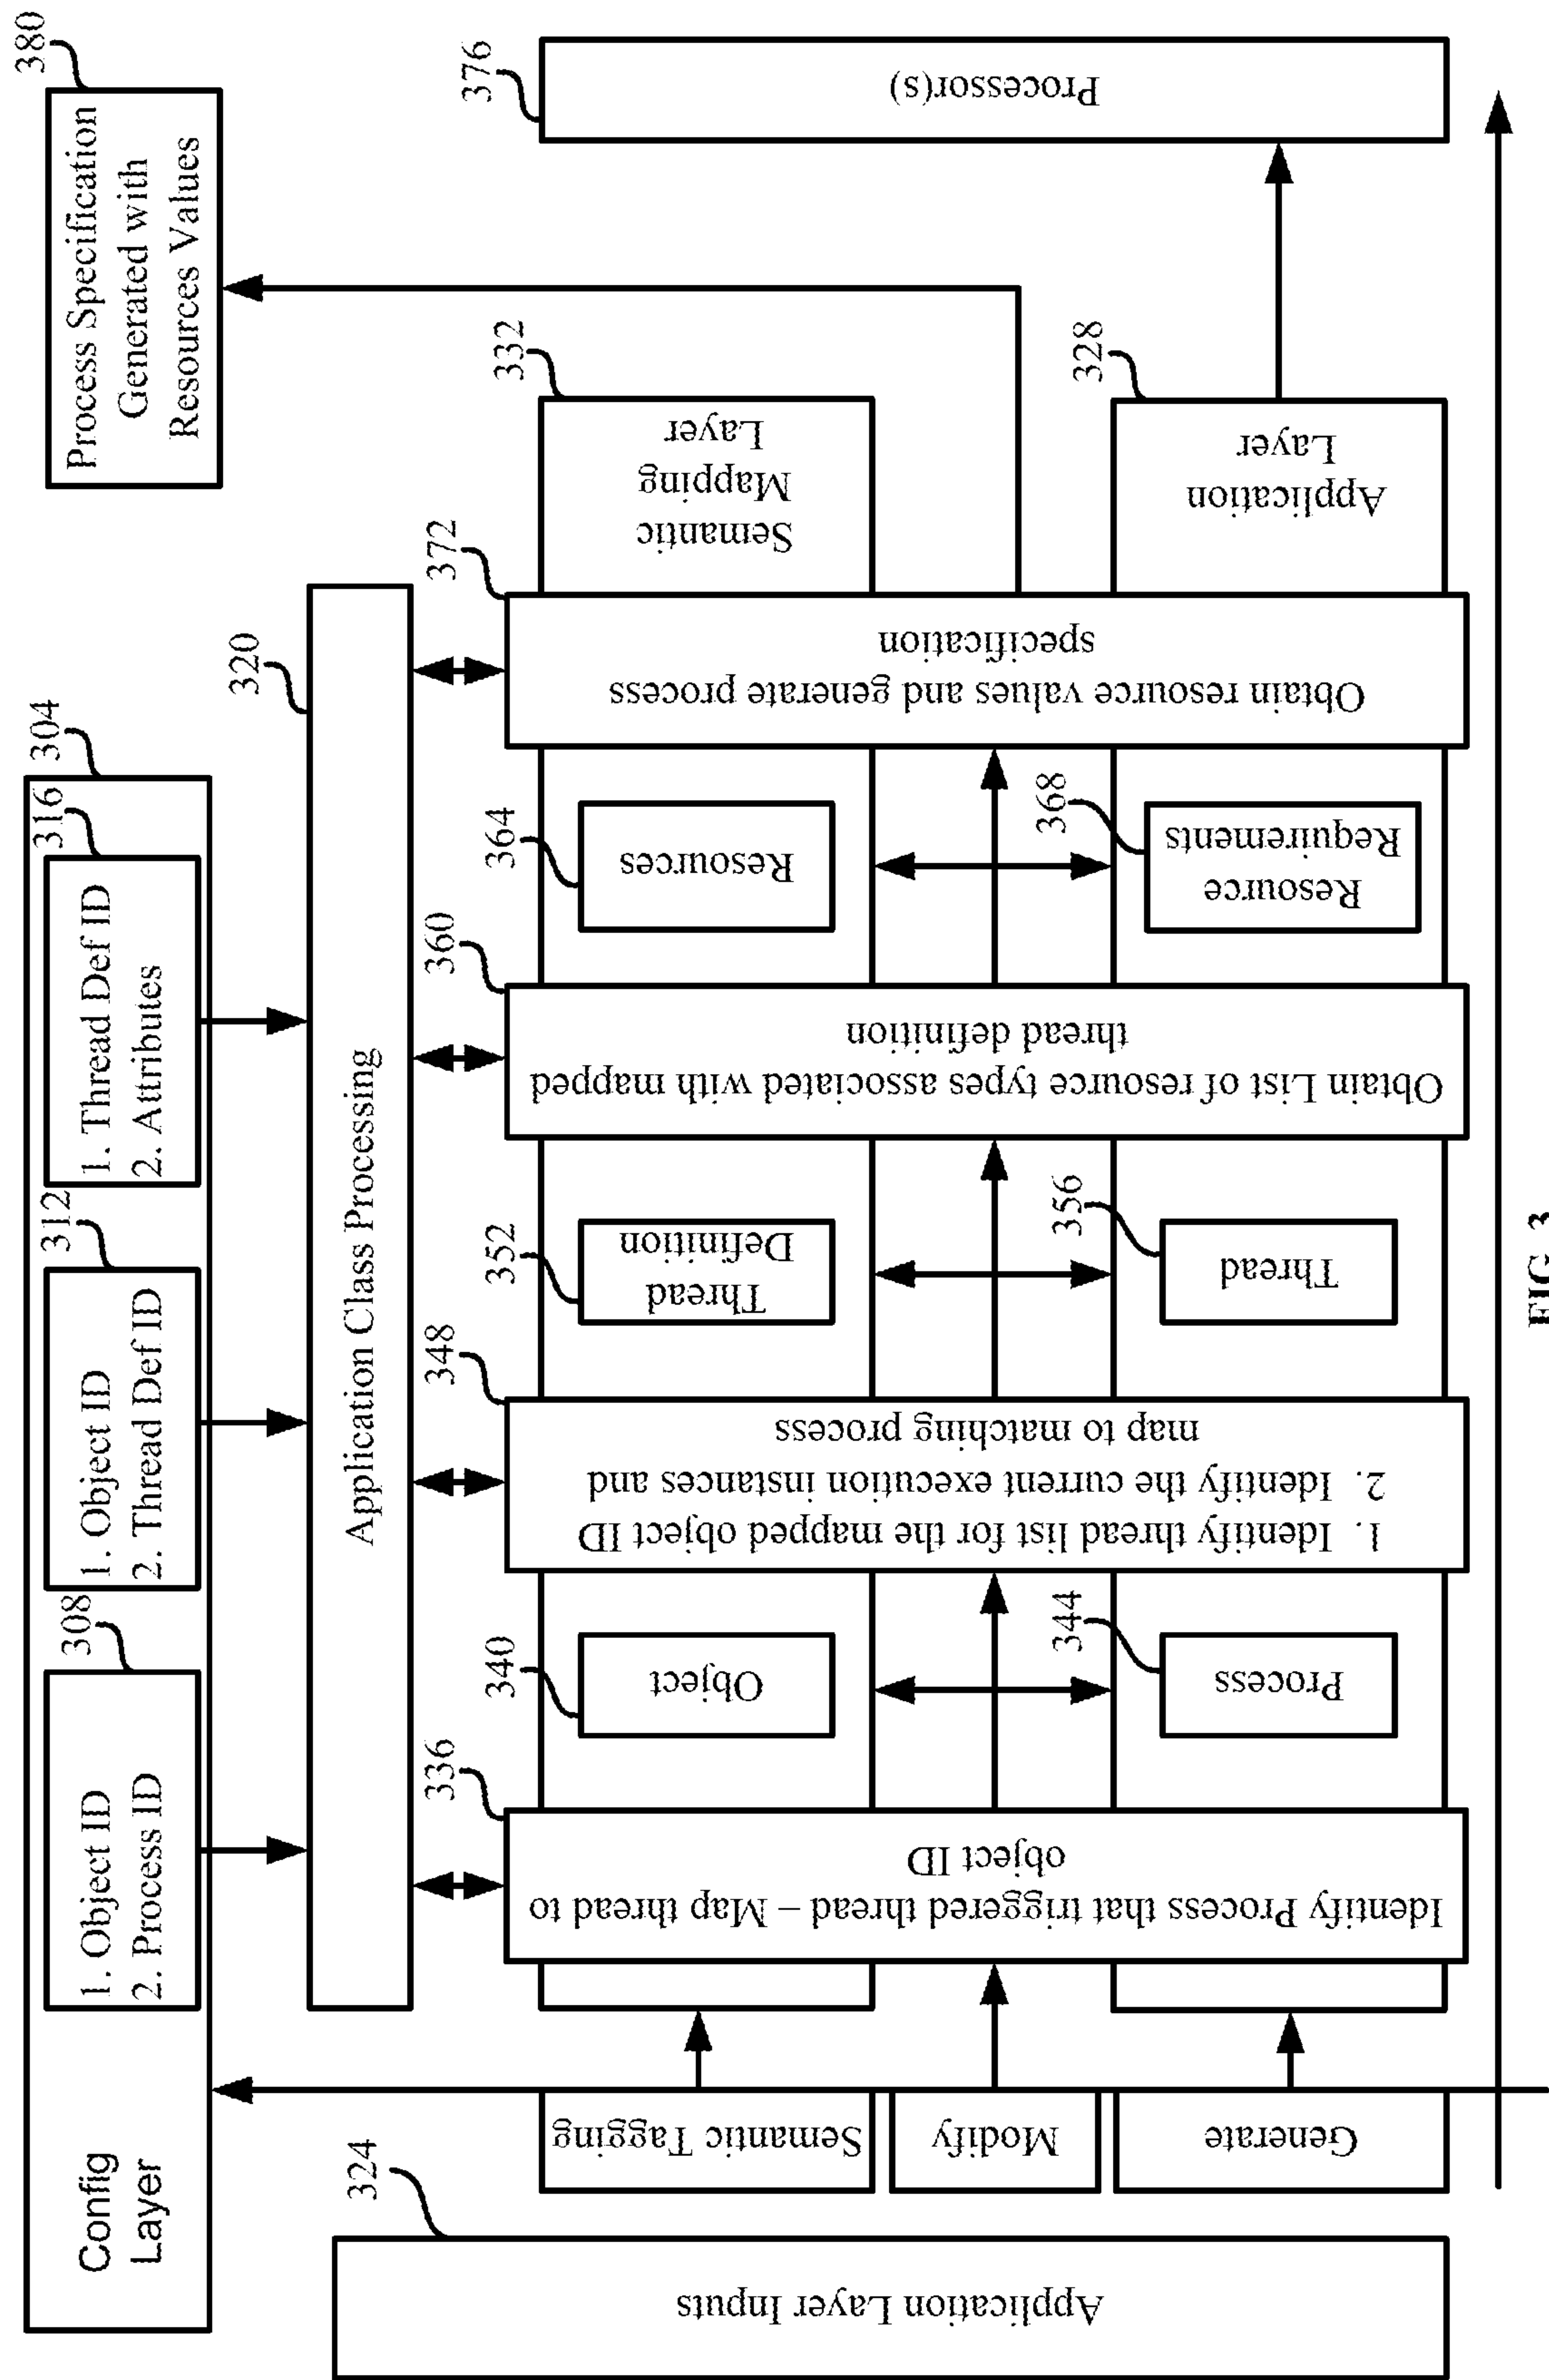 Config
Layer
304
308
1. Object ID
2. Process ID
312
1. Object ID
2. Thread Def ID
316
1. Thread Def ID
2. Attributes
380
Process Specification
Generated with
Resources Values
320
Application Class Processing
324
Application Layer Inputs
Semantic Tagging
Modify
Generate
336
Identify Process that triggered thread – Map thread to
object ID
340
Object
344
Process
348
1. Identify thread list for the mapped object ID
2. Identify the current execution instances and
map to matching process
352
Thread
Definition
356
Thread
360
Obtain List of resource types associated with mapped
thread definition
364
Resources
368
Resource
Requirements
372
Obtain resource values and generate process
specification
332
Semantic
Mapping
Layer
328
Application
Layer
376
Processor(s)
FIG. 3